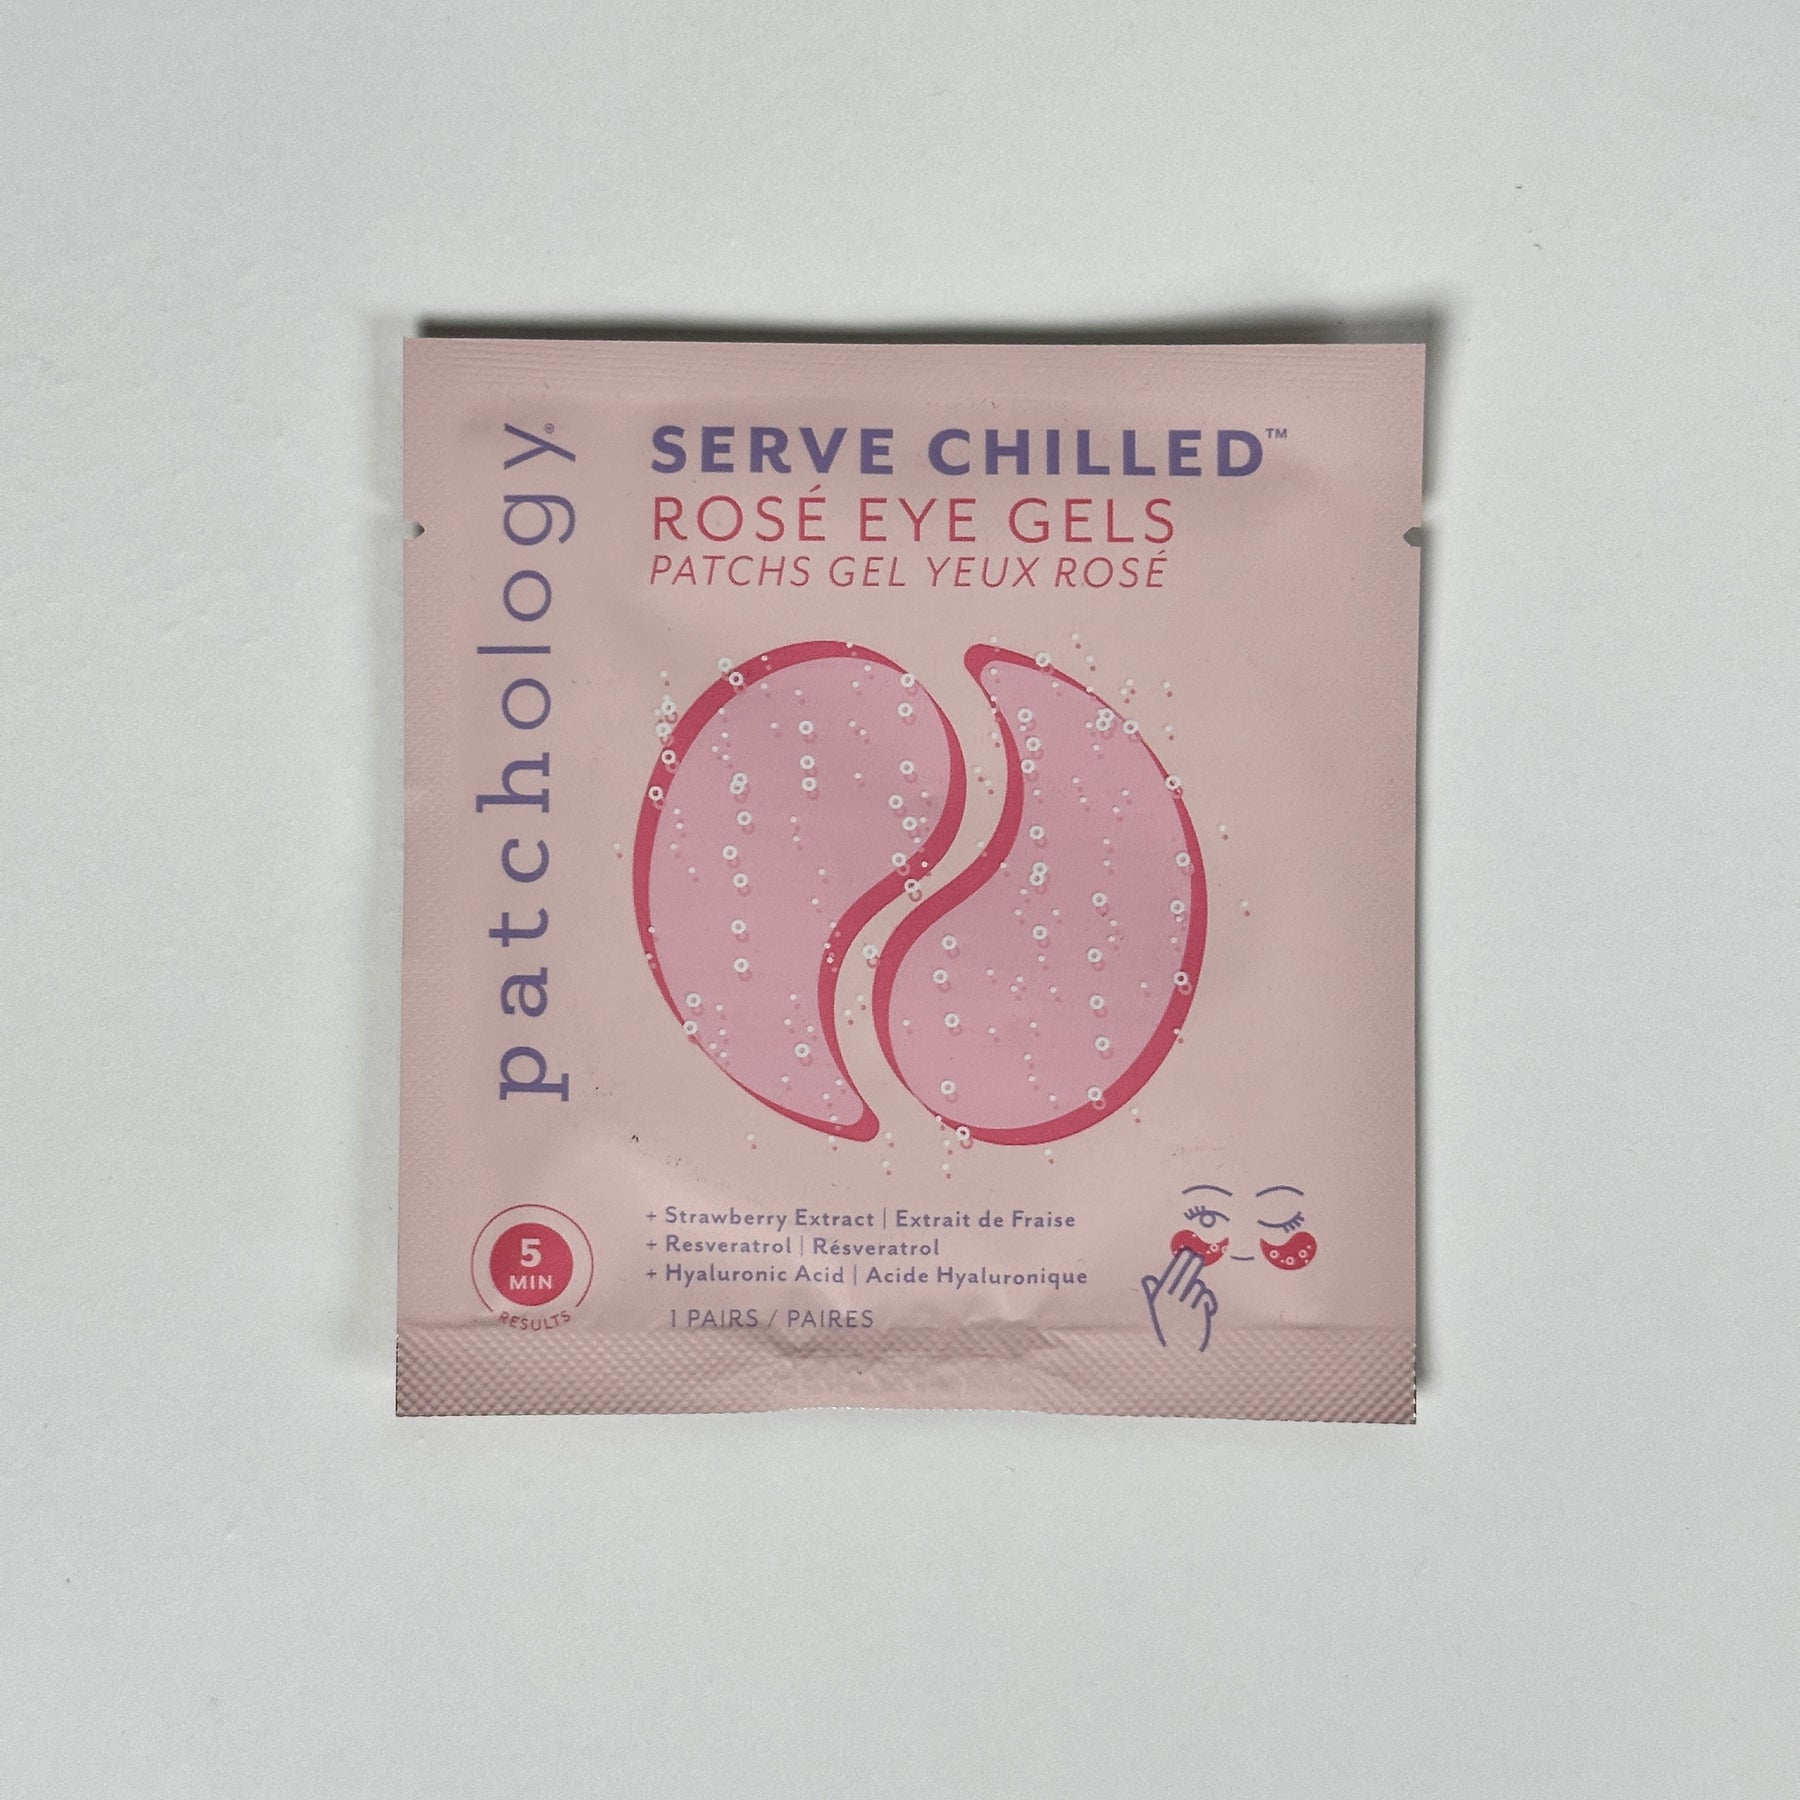 patchology®
SERVE CHILLED™
ROSÉ EYE GELS
PATCHS GEL YEUX ROSÉ
+ Strawberry Extract | Extrait de Fraise
+ Resveratrol | Résveratrol
+ Hyaluronic Acid | Acide Hyaluronique
1 PAIRS / PAIRES
5
MIN
RESULTS